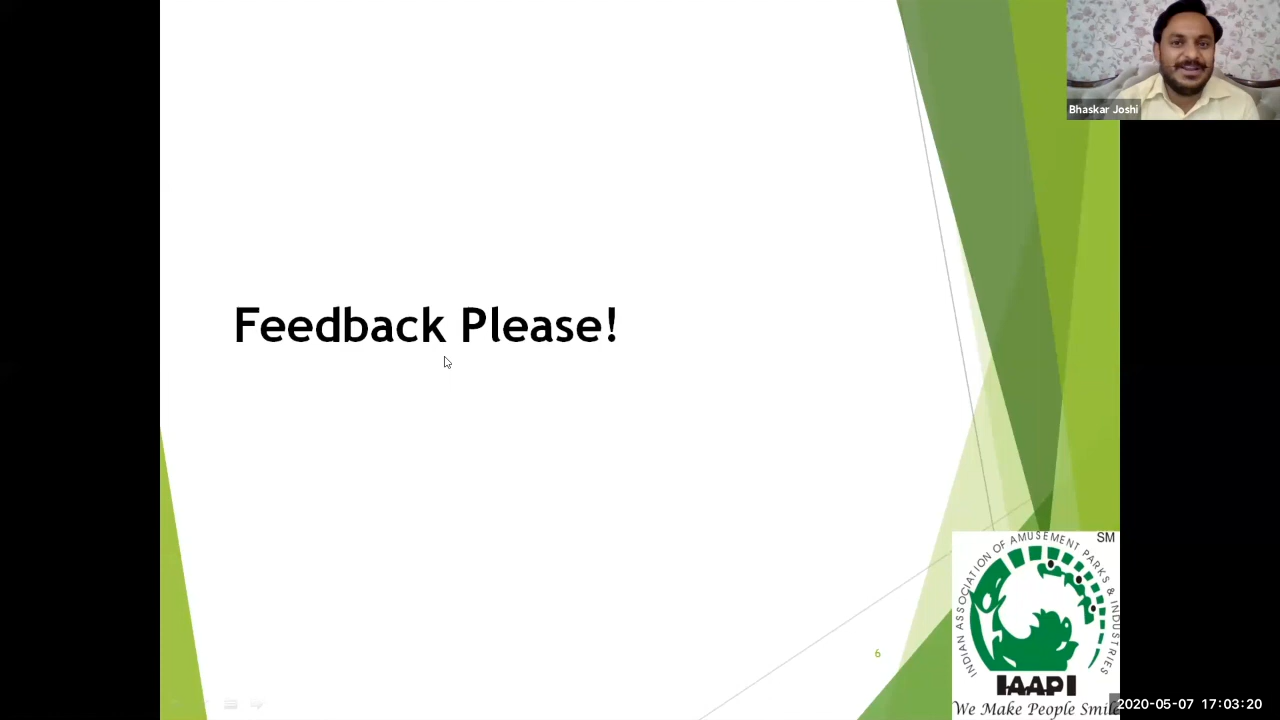 Bhaskar Joshi
Feedback Please!
SM
INDIAN ASSOCIATION OF AMUSEMENT PARKS & INDUSTRIES
6
IAAPI
We Make People Smile
2020-05-07 17:03:20